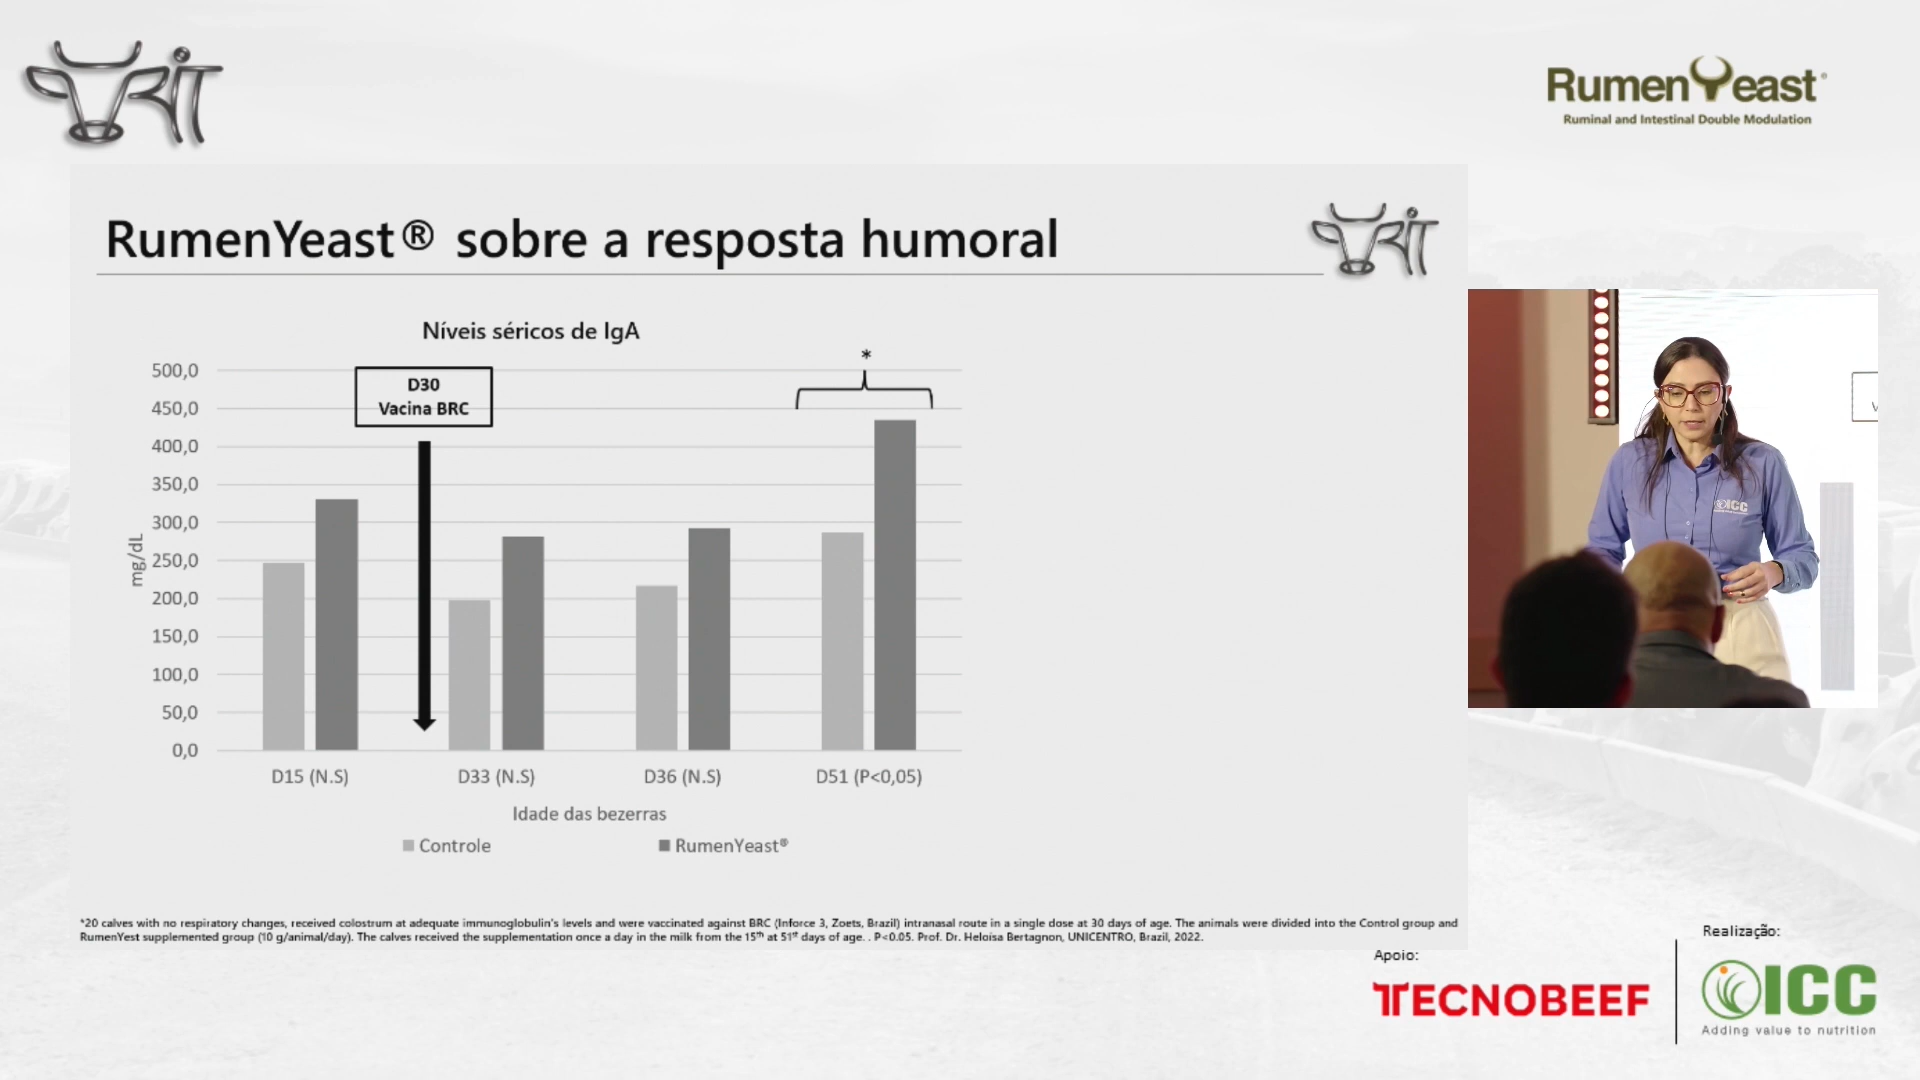 RIT
RumenYeast®
Ruminal and Intestinal Double Modulation
RumenYeast® sobre a resposta humoral
RIT
Níveis séricos de IgA
*
500,0
450,0
400,0
350,0
300,0
250,0
200,0
150,0
100,0
50,0
0,0
mg/dL
D30
Vacina BRC
D15 (N.S)
D33 (N.S)
D36 (N.S)
D51 (P<0,05)
Idade das bezerras
Controle
RumenYeast®
ICC
V
*20 calves with no respiratory changes, received colostrum at adequate immunoglobulin's levels and were vaccinated against BRC (Inforce 3, Zoets, Brazil) intranasal route in a single dose at 30 days of age. The animals were divided into the Control group and
RumenYest supplemented group (10 g/animal/day). The calves received the supplementation once a day in the milk from the 15th at 51st days of age. . P<0.05. Prof. Dr. Heloísa Bertagnon, UNICENTRO, Brazil, 2022.
Apoio:
TECNOBEEF
Realização:
ICC
Adding value to nutrition